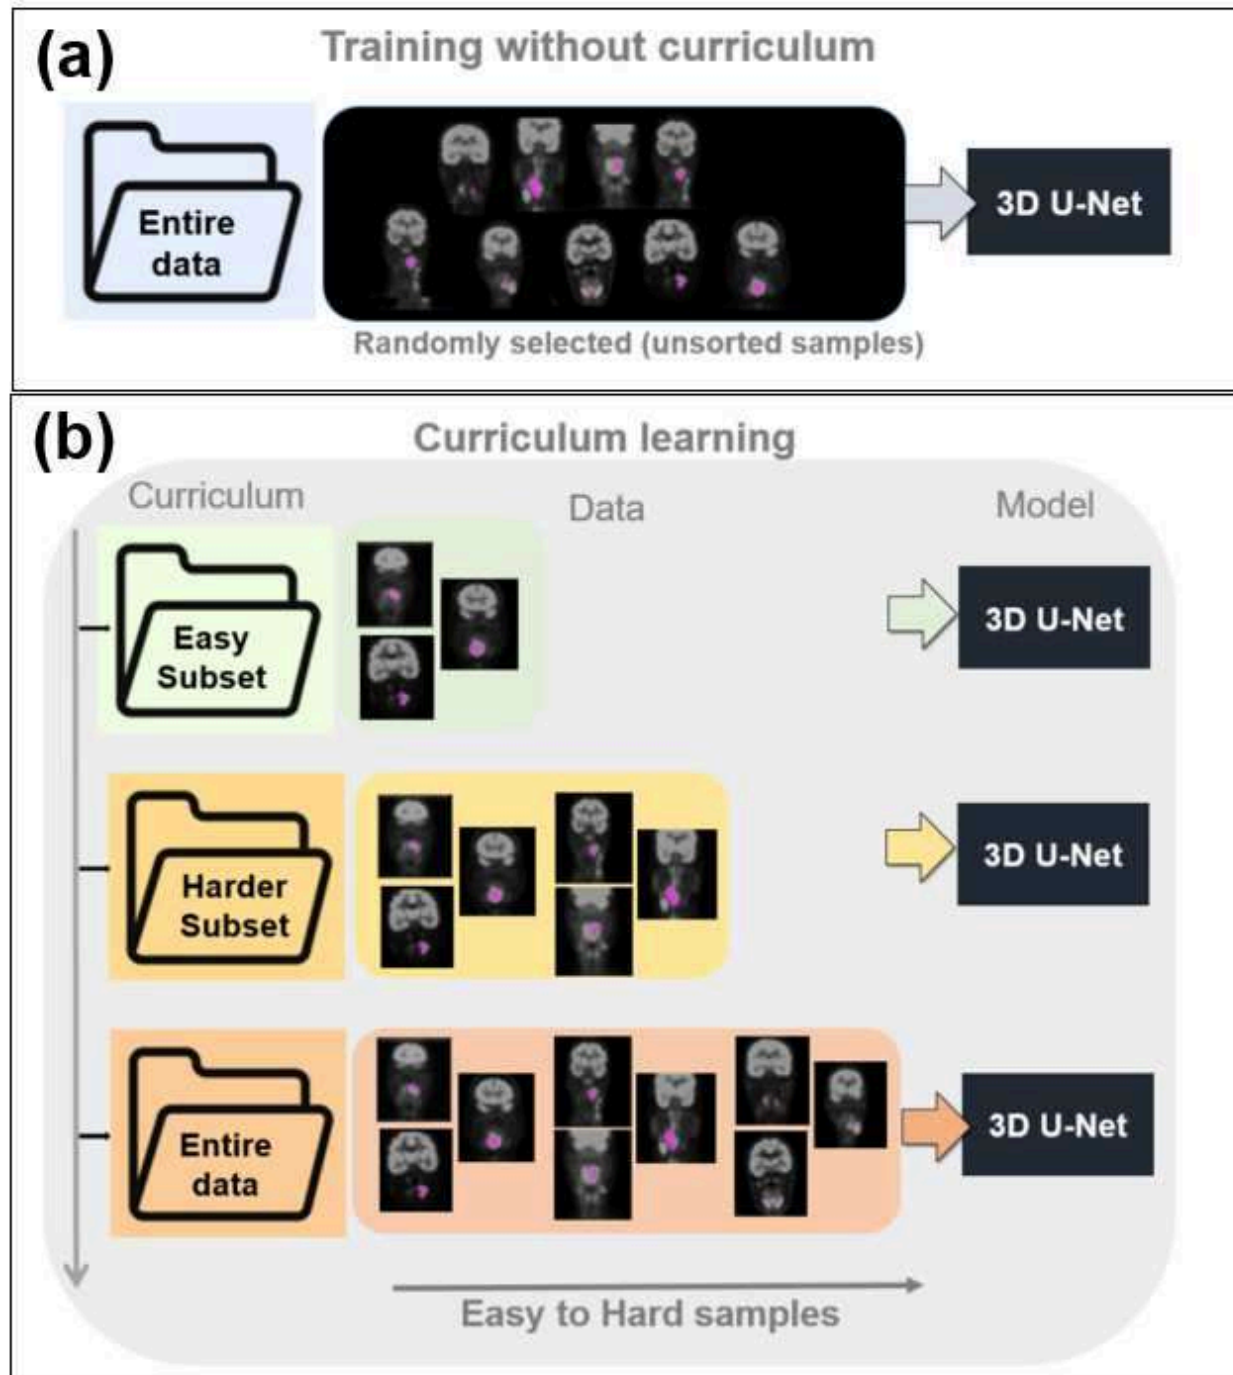 (a)
Training without curriculum
Entire
data
3D U-Net
Randomly selected (unsorted samples)
(b)
Curriculum learning
Curriculum
Data
Model
Easy
Subset
3D U-Net
Harder
Subset
3D U-Net
Entire
data
3D U-Net
Easy to Hard samples